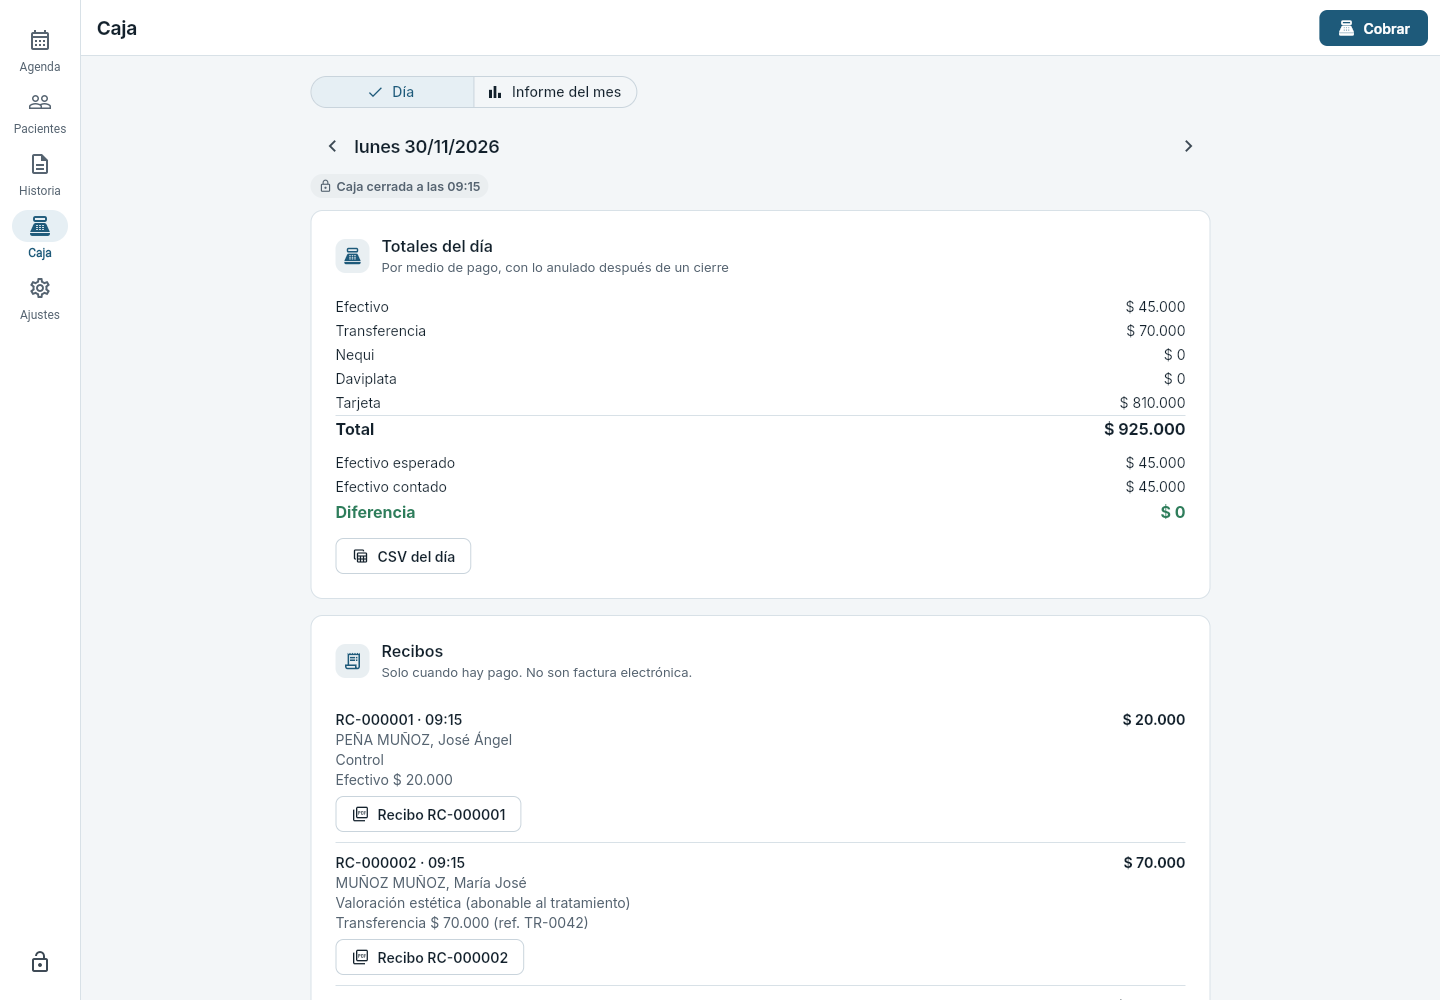 Caja
Cobrar
Agenda
Pacientes
Historia
Caja
Ajustes
Día
Informe del mes
lunes 30/11/2026
Caja cerrada a las 09:15
Totales del día
Por medio de pago, con lo anulado después de un cierre
Efectivo $ 45.000
Transferencia $ 70.000
Nequi $ 0
Daviplata $ 0
Tarjeta $ 810.000
Total $ 925.000
Efectivo esperado $ 45.000
Efectivo contado $ 45.000
Diferencia $ 0
CSV del día
Recibos
Solo cuando hay pago. No son factura electrónica.
RC-000001 · 09:15 $ 20.000
PEÑA MUÑOZ, José Ángel
Control
Efectivo $ 20.000
Recibo RC-000001
RC-000002 · 09:15 $ 70.000
MUÑOZ MUÑOZ, María José
Valoración estética (abonable al tratamiento)
Transferencia $ 70.000 (ref. TR-0042)
Recibo RC-000002